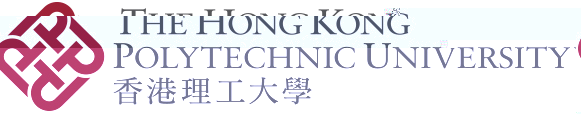 THE HONG KONG
POLYTECHNIC UNIVERSITY
香港理工大學